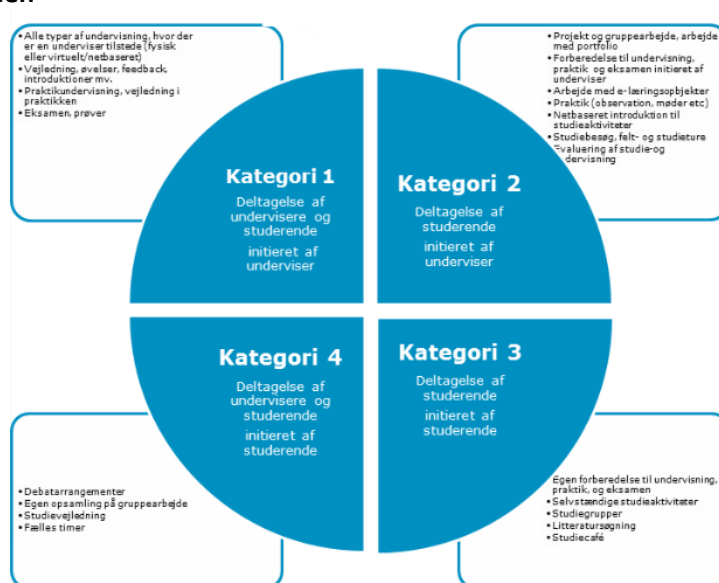 • Alle typer af undervisning, hvor der
er en underviser tilstede (fysisk
eller virtuelt/netbaseret)
• Vejledning, øvelser, feedback,
introduktioner mv.
• Praktikundervisning, vejledning i
praktikken
• Eksamen, prøver
• Projekt og gruppearbejde, arbejde
med portfolio
• Forberedelse til undervisning,
praktik og eksamen initieret af
underviser
• Arbejde med e-læringsobjekter
• Praktik (observation, møder etc)
• Netbaseret introduktion til
studieaktiviteter
• Studiebesøg, felt- og studieture
Evaluering af studie-og
dervisning
Kategori 1
Deltagelse af
undervisere og
studerende
initieret af
underviser
Kategori 2
Deltagelse af
studerende
initieret af
underviser
Kategori 4
Deltagelse af
undervisere og
studerende
initieret af
studerende
Kategori 3
Deltagelse af
studerende
initieret af
studerende
• Debatarrangementer
• Egen opsamling på gruppearbejde
• Studievejledning
• Fælles timer
Egen forberedelse til undervisning,
praktik, og eksamen
• Selvstændige studieaktiviteter
• Studiegrupper
• Litteratursøgning
• Studiecafé